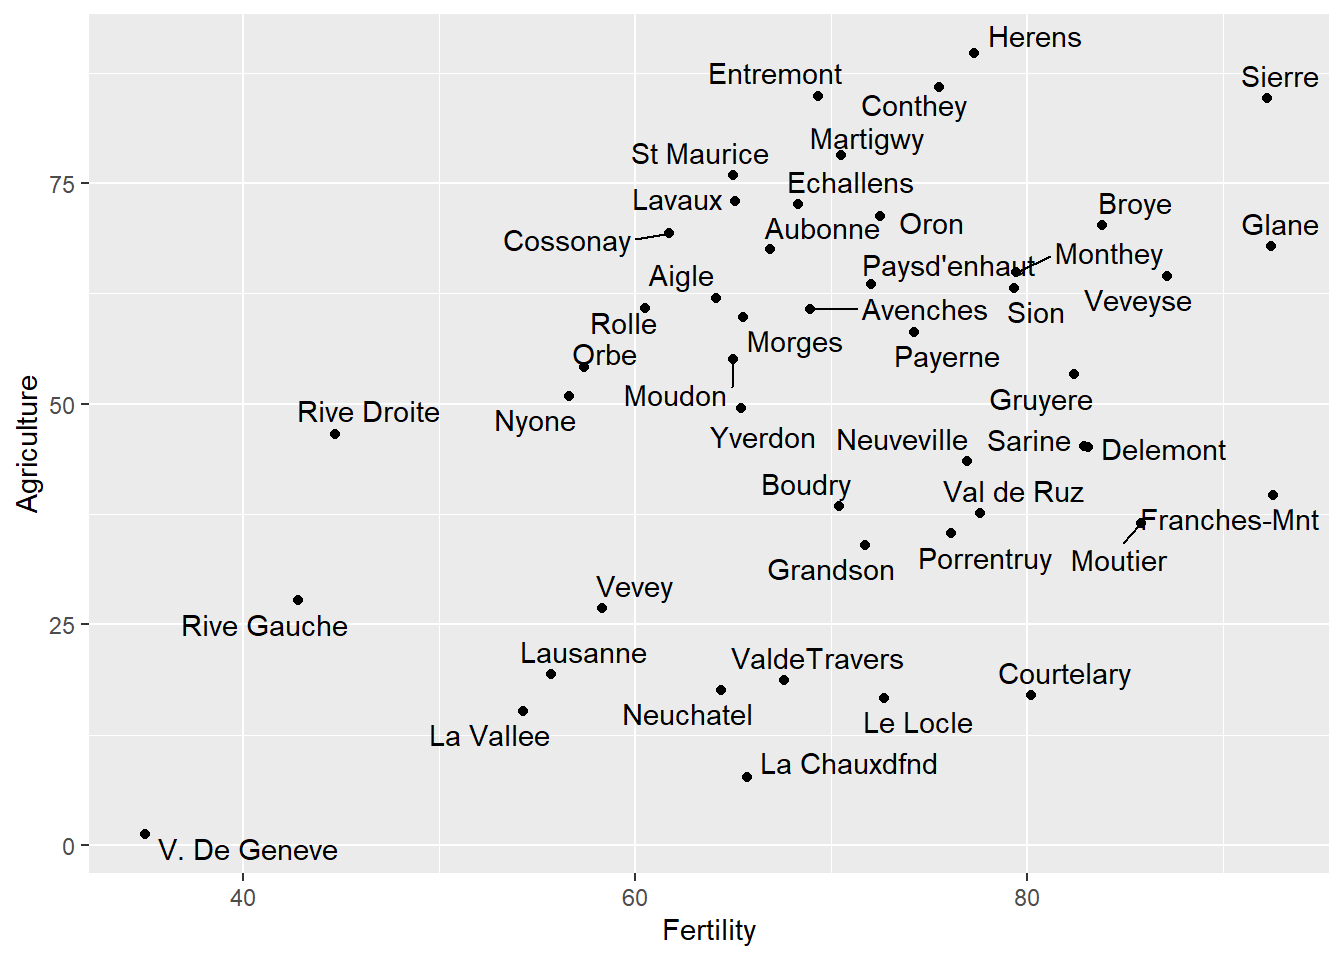 Herens
Entremont
Sierre
Conthey
Martigwy
St Maurice
Echallens
75
Lavaux
Broye
Aubonne
Oron
Glane
Cossonay
Monthey
Paysd'enhaut
Aigle
Veveyse
Avenches
Sion
Rolle
Morges
Orbe
Payerne
Moudon
Gruyere
50
Rive Droite
Nyone
Yverdon
Neuveville
Sarine
Delemont
Agriculture
Boudry
Val de Ruz
Franches-Mnt
Porrentruy
Moutier
Grandson
Vevey
25
Rive Gauche
Lausanne
ValdeTravers
Courtelary
Neuchatel
Le Locle
La Vallee
La Chauxdfnd
0
V. De Geneve
40
60
80
Fertility